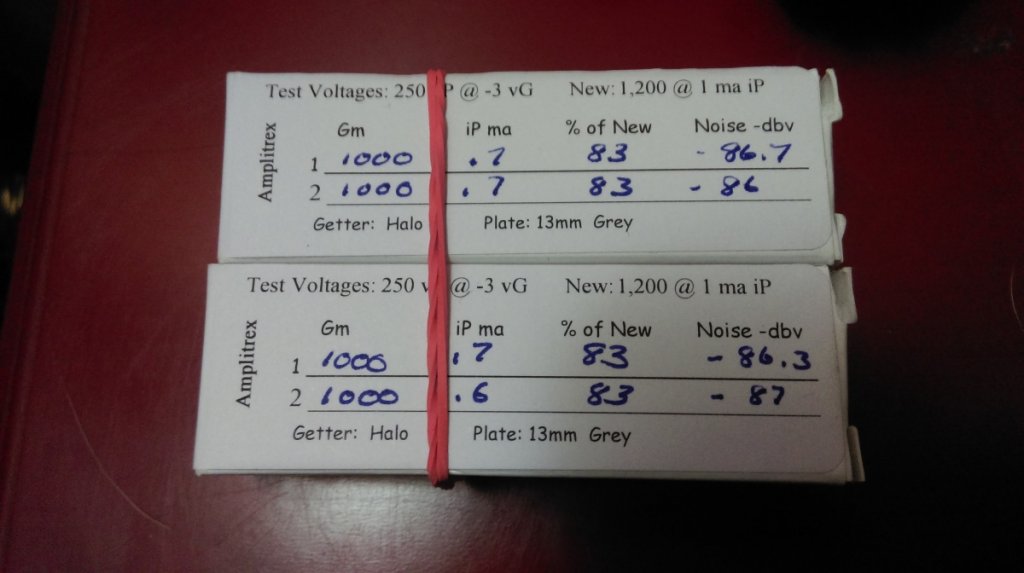 Test Voltages: 250 P @ -3 vG New: 1,200 @ 1 ma iP
Amplitrex
Gm iP ma % of New Noise -dbv
1 1000 .7 83 - 86.7
2 1000 .7 83 - 86
Getter: Halo Plate: 13mm Grey
Test Voltages: 250 v @ -3 vG New: 1,200 @ 1 ma iP
Amplitrex
Gm iP ma % of New Noise -dbv
1 1000 .7 83 - 86.3
2 1000 .6 83 - 87
Getter: Halo Plate: 13mm Grey